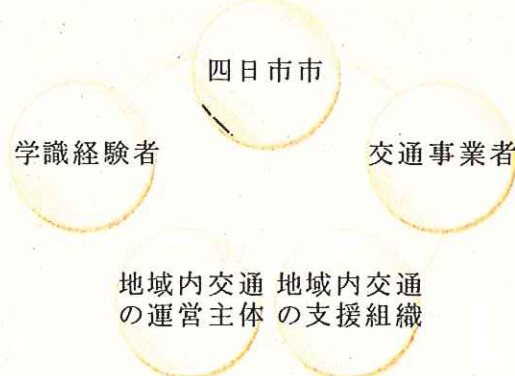 四日市市
学識経験者
交通事業者
地域内交通
の運営主体
地域内交通
の支援組織